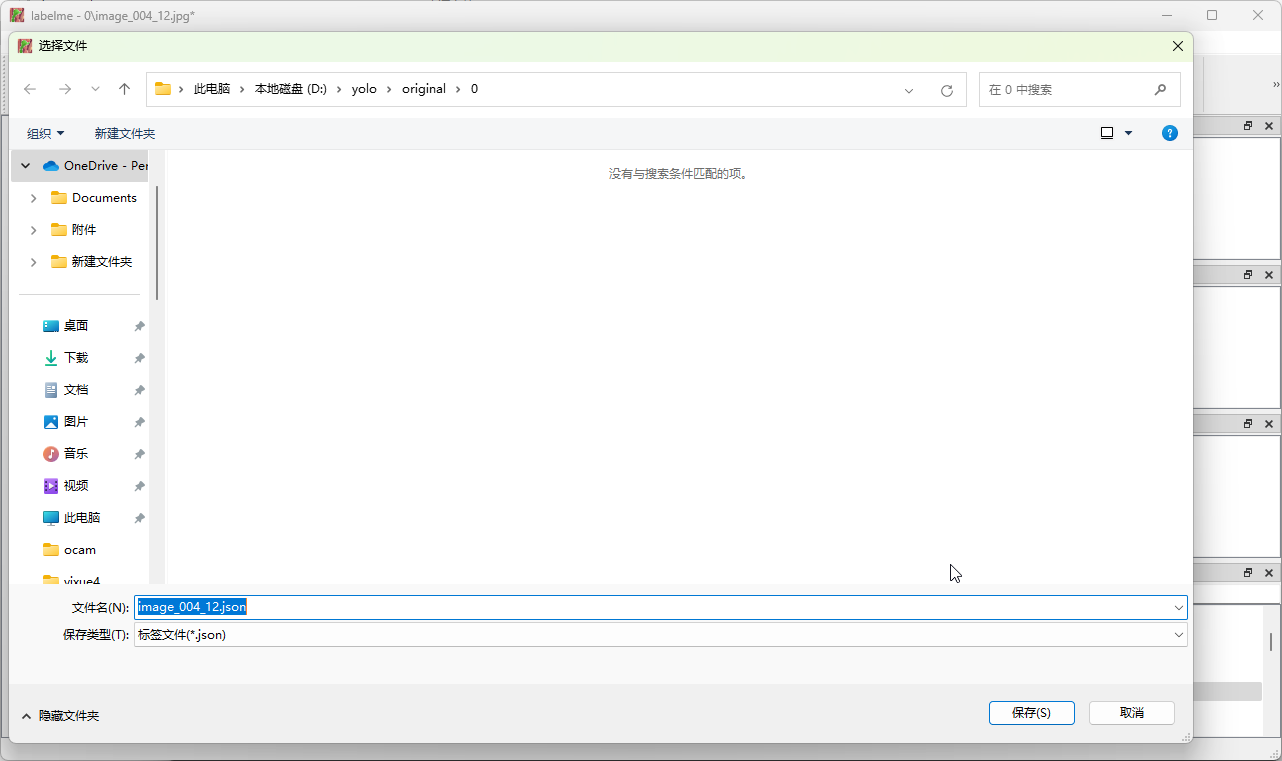 labelme - 0\image_004_12.jpg*
选择文件
此电脑 › 本地磁盘 (D:) › yolo › original › 0
在 0 中搜索
组织
新建文件夹
?
OneDrive - Per
没有与搜索条件匹配的项。
Documents
附件
新建文件夹
桌面
下载
文档
图片
音乐
视频
此电脑
ocam
yixue4
文件名(N): image_004_12.json
保存类型(T): 标签文件(*.json)
隐藏文件夹
保存(S)
取消